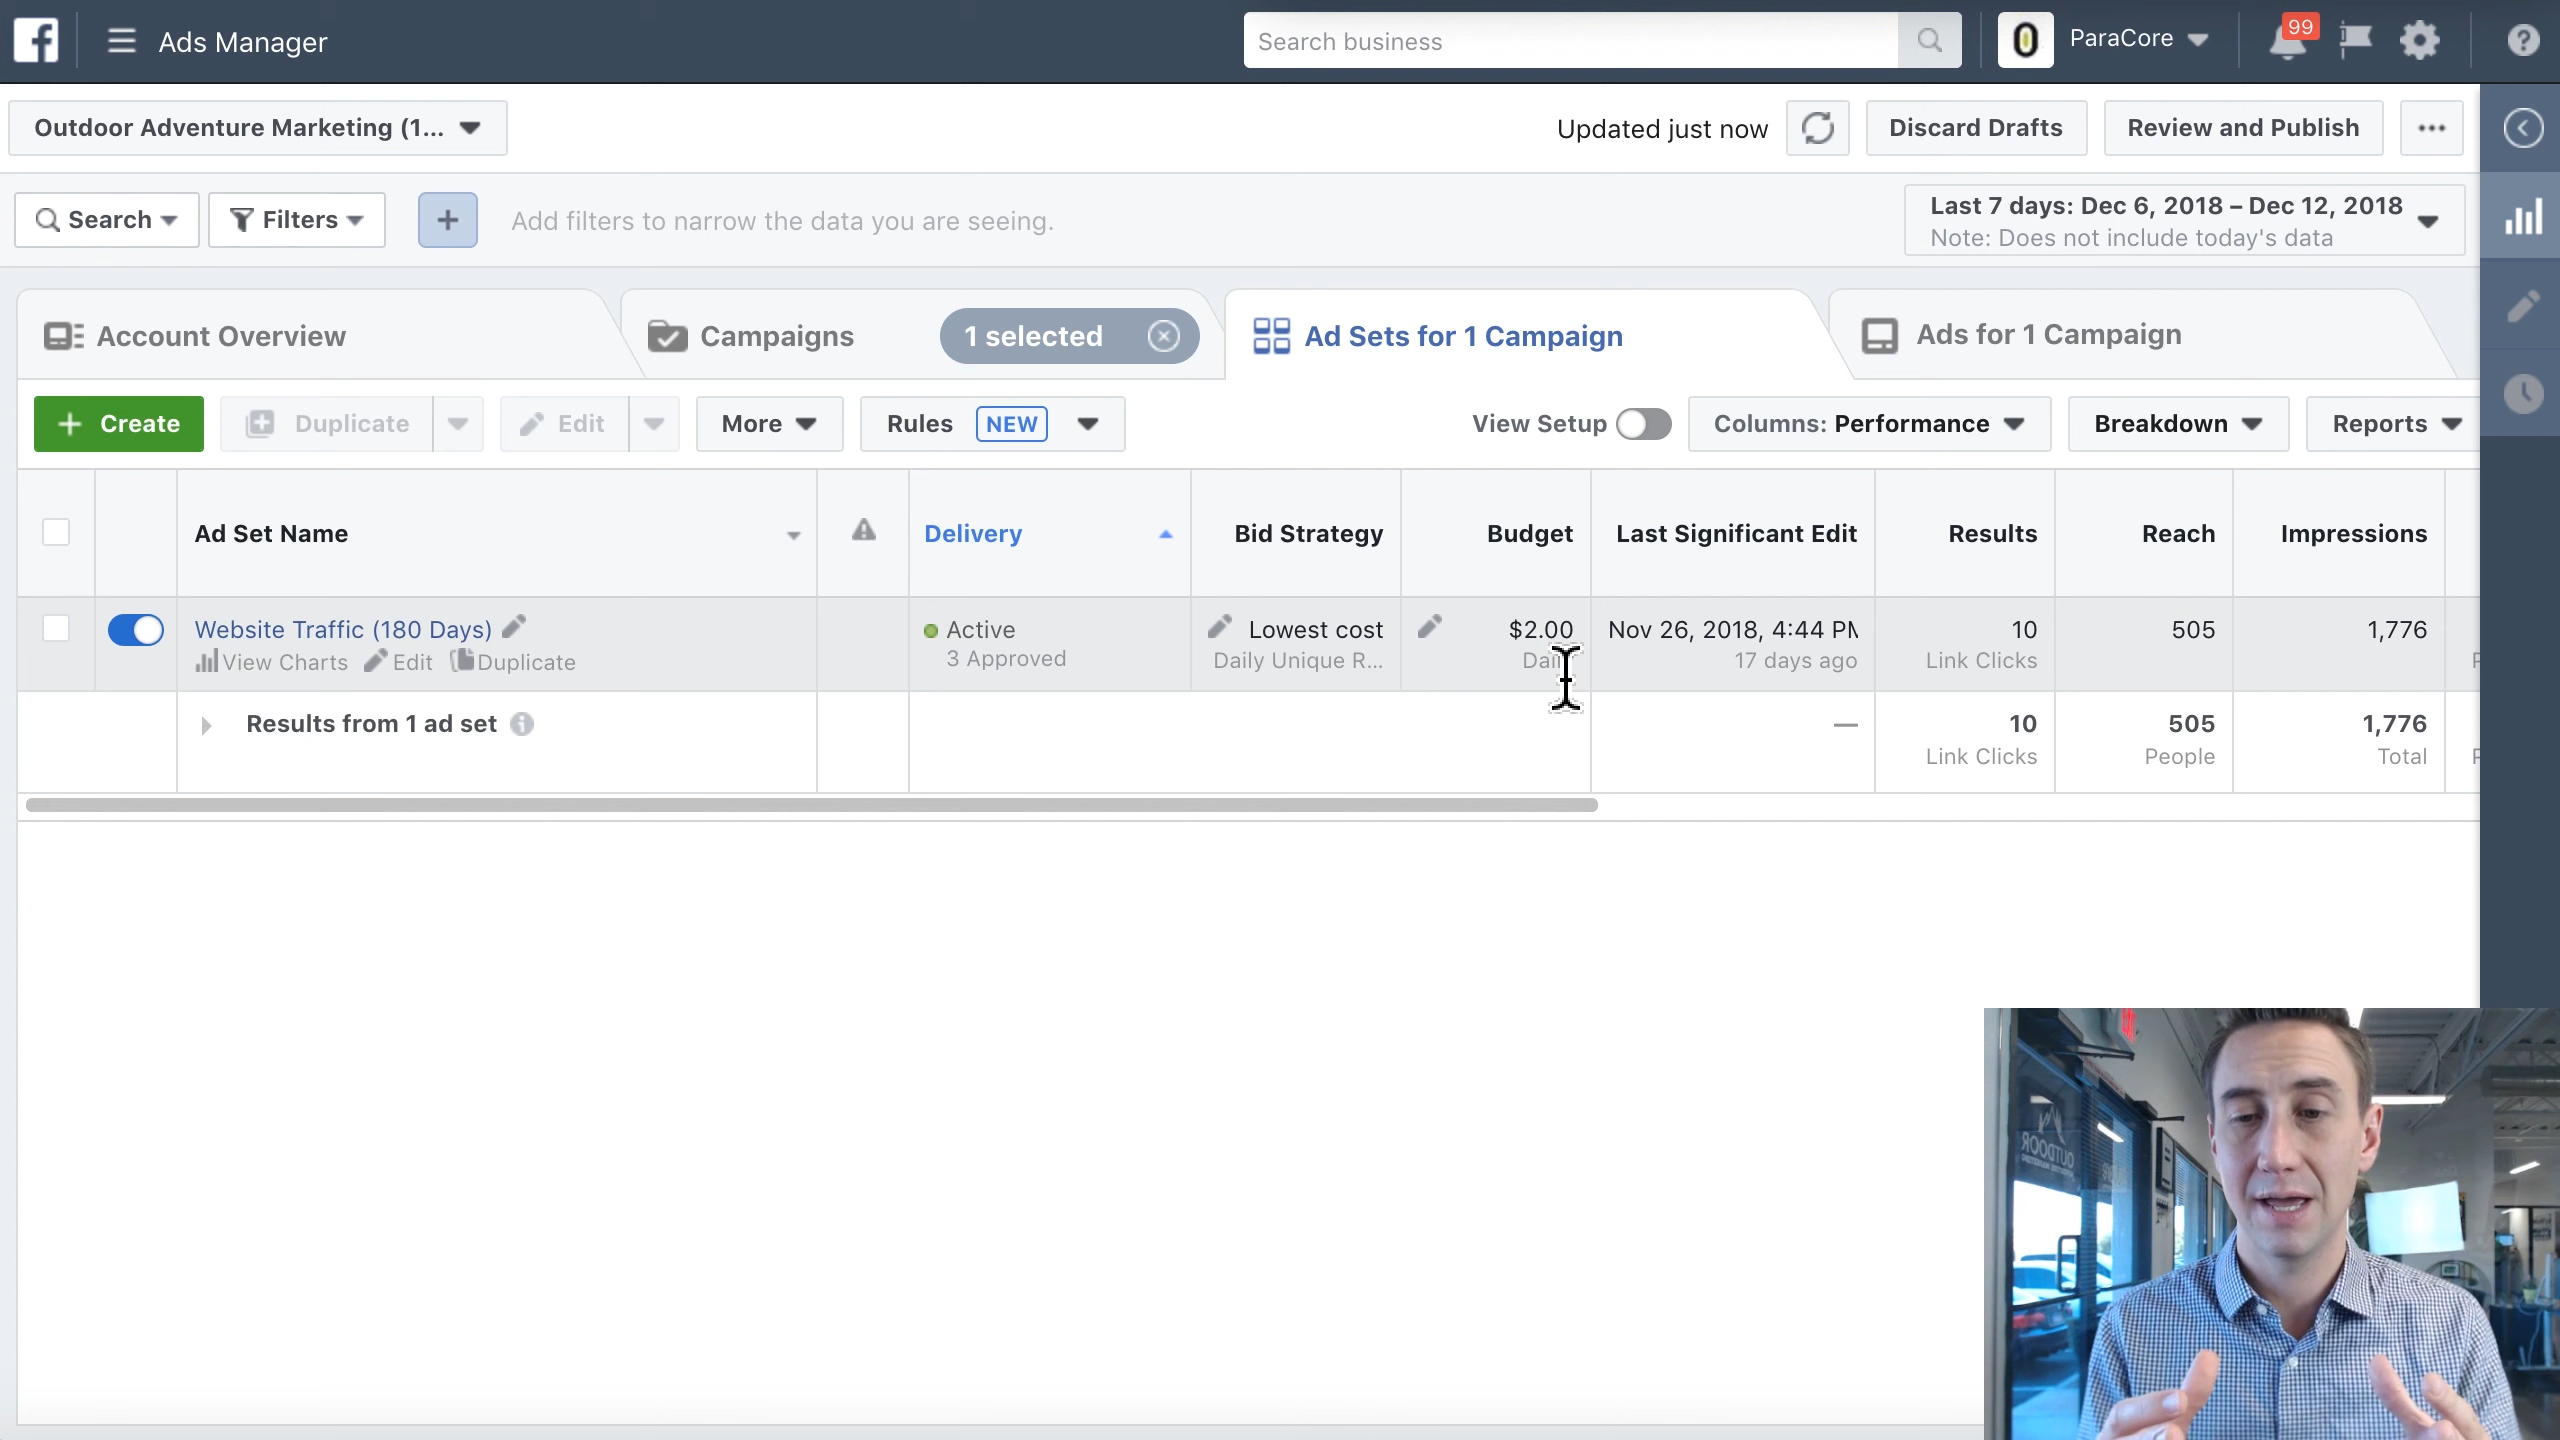 Ads Manager
Search business
ParaCore
99
Outdoor Adventure Marketing (1...
Updated just now
Discard Drafts
Review and Publish
Search
Filters
Add filters to narrow the data you are seeing.
Last 7 days: Dec 6, 2018 – Dec 12, 2018
Note: Does not include today's data
Account Overview
Campaigns
1 selected
Ad Sets for 1 Campaign
Ads for 1 Campaign
+ Create
Duplicate
Edit
More
Rules NEW
View Setup
Columns: Performance
Breakdown
Reports
Ad Set Name
Delivery
Bid Strategy
Budget
Last Significant Edit
Results
Reach
Impressions
Website Traffic (180 Days)
View Charts
Edit
Duplicate
Active
3 Approved
Lowest cost
Daily Unique R...
$2.00
Nov 26, 2018, 4:44 PM
17 days ago
10
Link Clicks
505
1,776
Results from 1 ad set
—
10
Link Clicks
505
People
1,776
Total
OUTDOOR